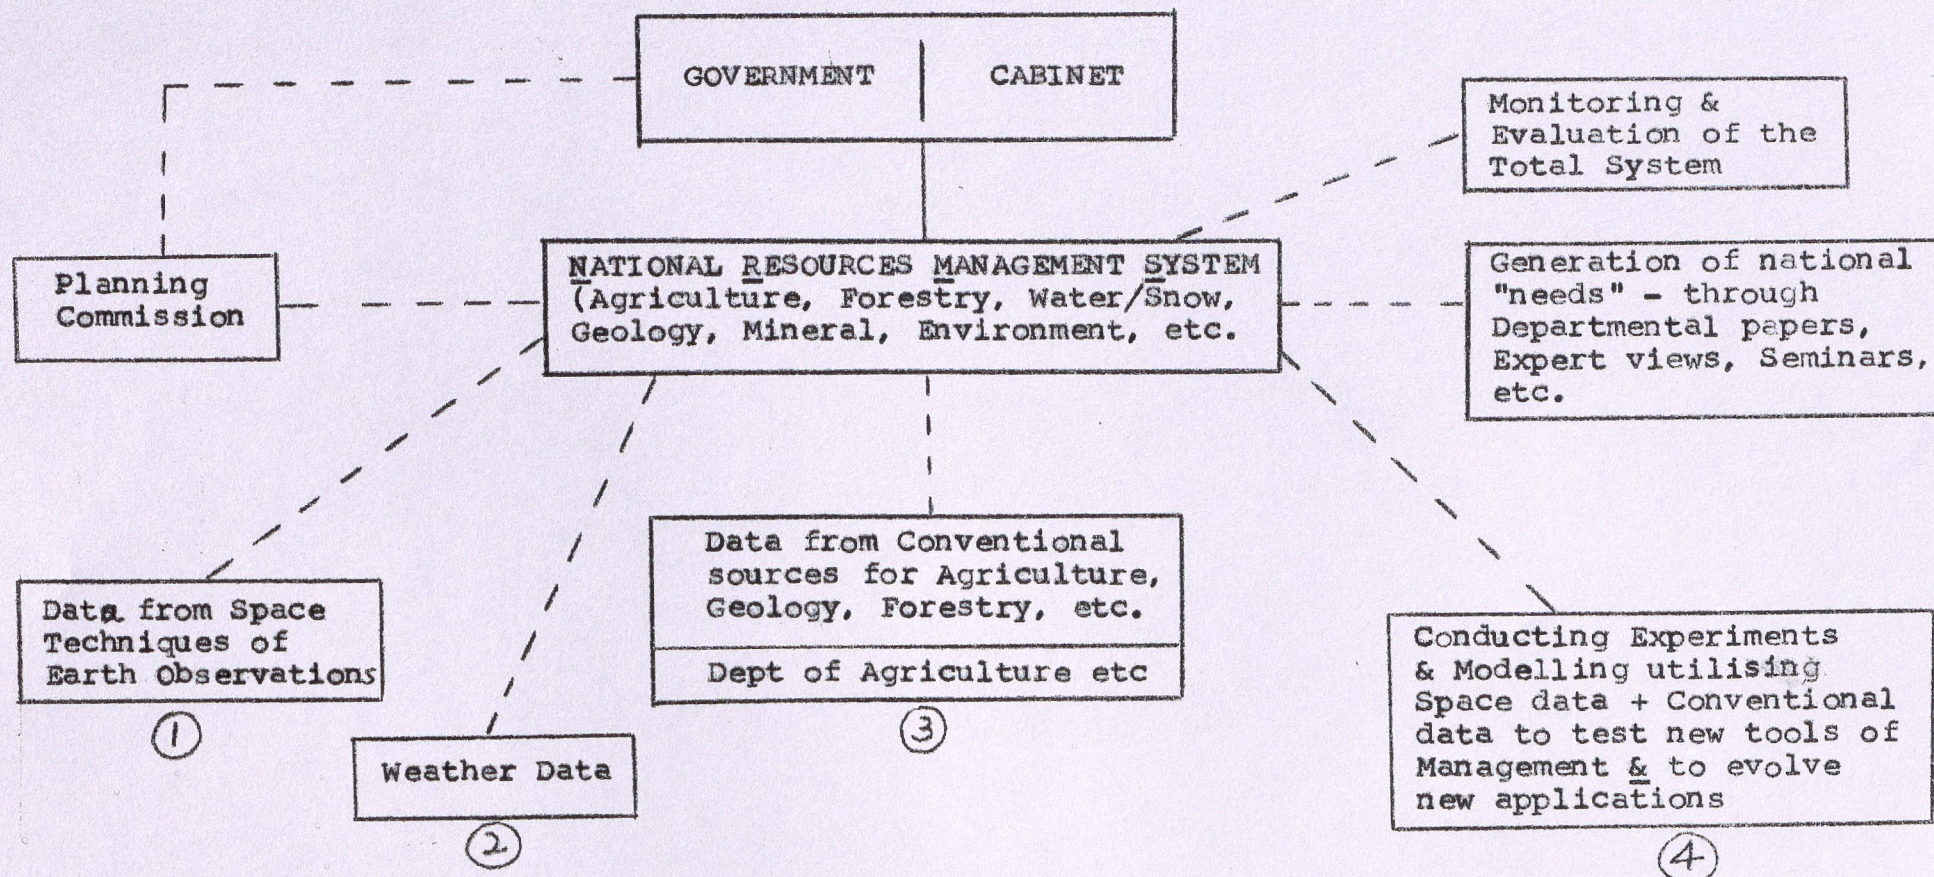 GOVERNMENT CABINET
Monitoring &
Evaluation of the
Total System
Planning
Commission
NATIONAL RESOURCES MANAGEMENT SYSTEM
(Agriculture, Forestry, Water/Snow,
Geology, Mineral, Environment, etc.
Generation of national
"needs" - through
Departmental papers,
Expert views, Seminars,
etc.
Data from Space
Techniques of
Earth Observations
1
Weather Data
2
Data from Conventional
sources for Agriculture,
Geology, Forestry, etc.
Dept of Agriculture etc
3
Conducting Experiments
& Modelling utilising
Space data + Conventional
data to test new tools of
Management & to evolve
new applications
4